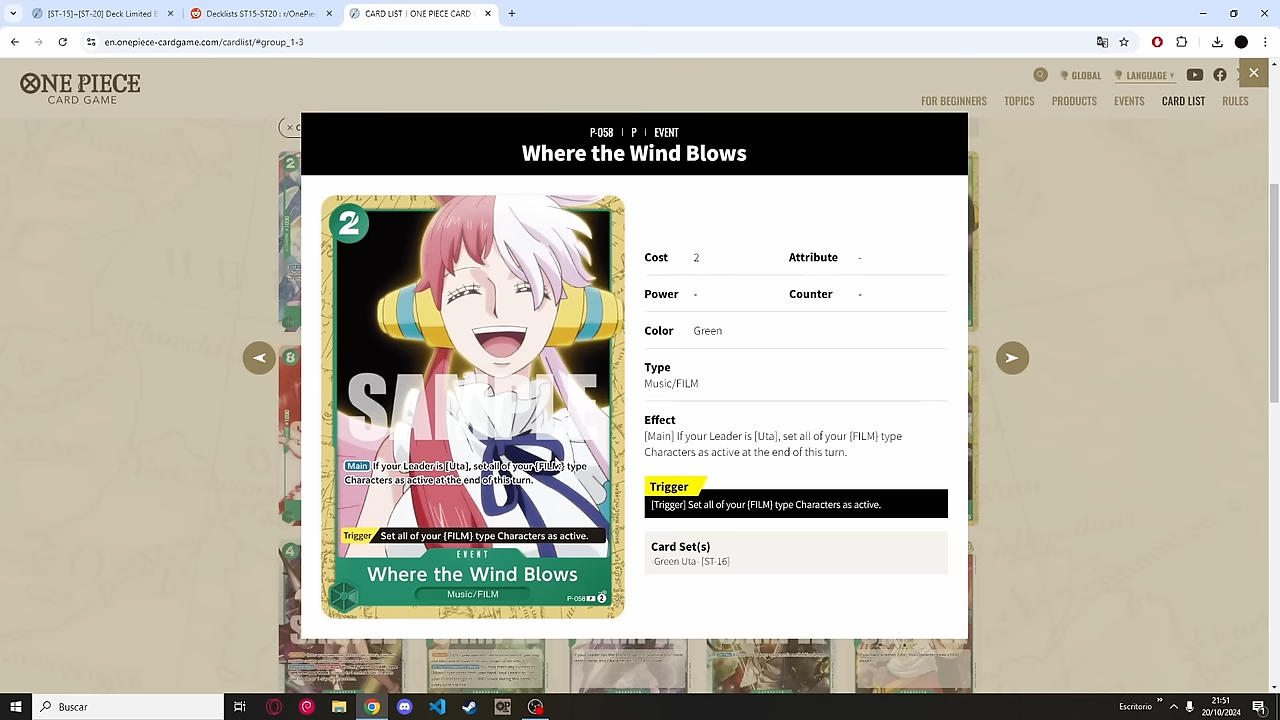 [ST-15]~[ST-20] Deck Limited E
Decklists ST15-ST20 : r/OnePie
CARD LIST | ONE PIECE CARD
en.onepiece-cardgame.com/cardlist/#group_1-3
ONE PIECE
CARD GAME
GLOBAL
LANGUAGE
FOR BEGINNERS
TOPICS
PRODUCTS
EVENTS
CARD LIST
RULES
P-058 | P | EVENT
Where the Wind Blows
2
SAMPLE
Main If your Leader is [Uta], set all of your {FILM} type
Characters as active at the end of this turn.
Trigger Set all of your {FILM} type Characters as active.
EVENT
Where the Wind Blows
Music/FILM
P-058 P 2
Cost 2 Attribute -
Power - Counter -
Color Green
Type
Music/FILM
Effect
[Main] If your Leader is [Uta], set all of your {FILM} type
Characters as active at the end of this turn.
Trigger
[Trigger] Set all of your {FILM} type Characters as active.
Card Set(s)
-Green Uta- [ST-16]
2
8
4
Buscar
Escritorio
21:51
20/10/2024